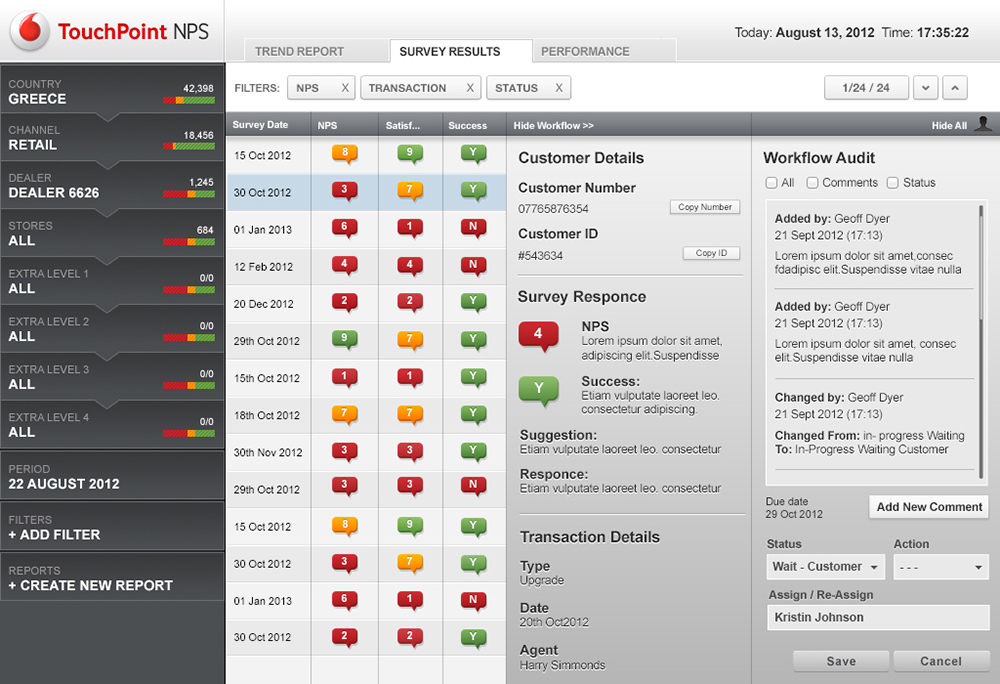 TouchPoint NPS
Today: August 13, 2012 Time: 17:35:22
TREND REPORT
SURVEY RESULTS
PERFORMANCE
FILTERS:
NPS X
TRANSACTION X
STATUS X
1/24 / 24
COUNTRY
GREECE
42,398
CHANNEL
RETAIL
18,456
DEALER
DEALER 6626
1,245
STORES
ALL
684
EXTRA LEVEL 1
ALL
0/0
EXTRA LEVEL 2
ALL
0/0
EXTRA LEVEL 3
ALL
0/0
EXTRA LEVEL 4
ALL
0/0
PERIOD
22 AUGUST 2012
FILTERS
+ ADD FILTER
REPORTS
+ CREATE NEW REPORT
Survey Date NPS Satisf... Success
15 Oct 2012 8 9 Y
30 Oct 2012 3 7 Y
01 Jan 2013 6 1 N
12 Feb 2012 4 4 N
20 Dec 2012 2 2 Y
29th Oct 2012 9 7 Y
15th Oct 2012 1 1 Y
18th Oct 2012 7 7 Y
30th Nov 2012 3 3 Y
29th Oct 2012 3 3 N
15 Oct 2012 8 9 Y
30 Oct 2012 3 7 Y
01 Jan 2013 6 1 N
30 Oct 2012 2 2 Y
Hide Workflow >>
Customer Details
Customer Number
07765876354
Copy Number
Customer ID
#543634
Copy ID
Survey Responce
4
NPS
Lorem ipsum dolor sit amet,
adipiscing elit.Suspendisse
Y
Success:
Etiam vulputate laoreet leo.
consectetur adipiscing.
Suggestion:
Etiam vulputate laoreet leo. consectetur
Responce:
Etiam vulputate laoreet leo. consectetur
Transaction Details
Type
Upgrade
Date
20th Oct2012
Agent
Harry Simmonds
Hide All
Workflow Audit
All Comments Status
Added by: Geoff Dyer
21 Sept 2012 (17:13)
Lorem ipsum dolor sit amet,consec
fdadipisc elit.Suspendisse vitae nulla
Added by: Geoff Dyer
21 Sept 2012 (17:13)
Lorem ipsum dolor sit amet, consec
elit.Suspendisse vitae nulla
Changed by: Geoff Dyer
21 Sept 2012 (17:13)
Changed From: in- progress Waiting
To: In-Progress Waiting Customer
Due date
29 Oct 2012
Add New Comment
Status
Wait - Customer
Action
- - -
Assign / Re-Assign
Kristin Johnson
Save
Cancel